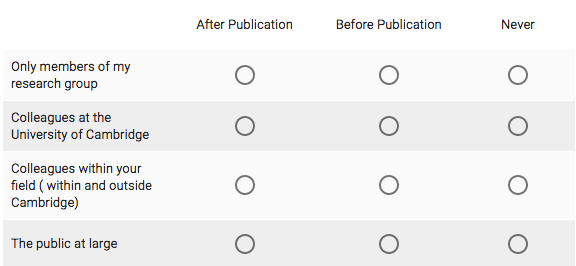 After Publication Before Publication Never
Only members of my
research group
Colleagues at the
University of Cambridge
Colleagues within your
field ( within and outside
Cambridge)
The public at large